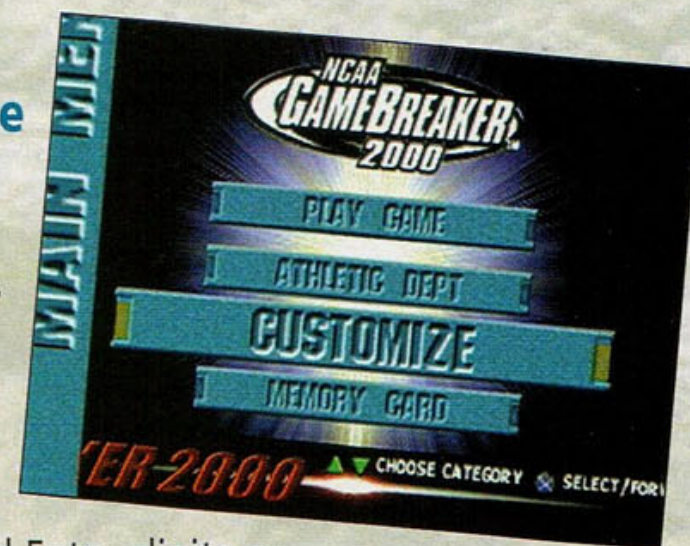 e
MAIN ME
NCAA
GAMEBREAKER
2000
PLAY GAME
ATHLETIC DEPT
CUSTOMIZE
MEMORY CARD
ER 2000
CHOOSE CATEGORY SELECT/FOR